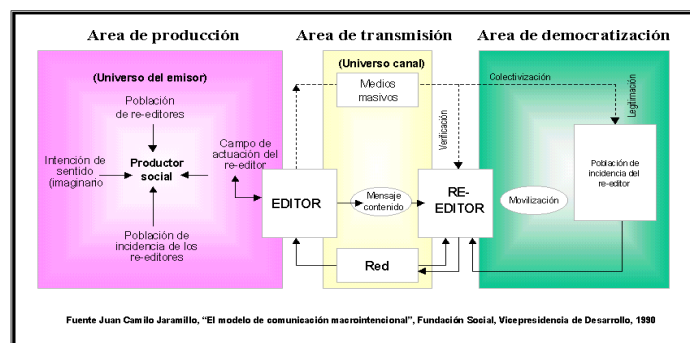 Area de producción
Area de transmisión
Area de democratización
(Universo del emisor)
Población
de re-editores
Intención de
sentido
(imaginario
Productor
social
Campo de
actuación del
re-editor
Población de
incidencia de los
re-editores
EDITOR
(Universo canal)
Medios
masivos
Mensaje
contenido
Red
Verificación
RE-
EDITOR
Colectivización
Legitimación
Movilización
Población de
incidencia del
re-editor
Fuente Juan Camilo Jaramillo, "El modelo de comunicación macrointencional", Fundación Social, Vicepresidencia de Desarrollo, 1990